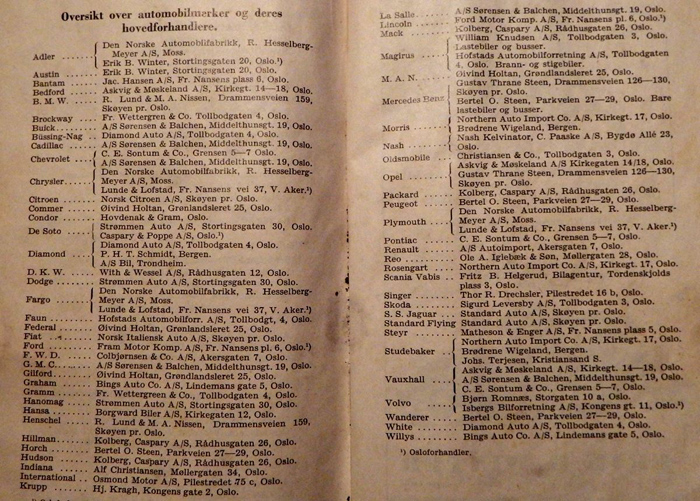 Oversikt over automobilmerker og deres
hovedforhandlere.
Den Norske Automobilfabrikk, R. Hesselberg-
Adler Meyer A/S, Moss.
Erik B. Winter, Stortingsgaten 20, Oslo.¹)
Austin ..... Erik B. Winter, Stortingsgaten 20, Oslo.
Bantam .... Jac. Hansen A/S, Fr. Nansens plass 6, Oslo.
Bedford .... Askvig & Møskeland A/S, Kirkegt. 14—18, Oslo.
B. M. W. .. R. Lund & M. A. Nissen, Drammensveien 159,
Skøyen pr. Oslo.
Brockway ... Fr. Wettergren & Co. Tollbodgaten 4, Oslo.
Buick ...... A/S Sørensen & Balchen, Middelthunsgt. 19, Oslo.
Büssing-Nag .. Diamond Auto A/S, Tollbodgaten 4, Oslo.
Cadillac .... A/S Sørensen & Balchen, Middelthunsgt. 19, Oslo.
Chevrolet ... C. E. Sontum & Co., Grensen 5—7 Oslo.
A/S Sørensen & Balchen, Middelthunsgt. 19, Oslo.
Den Norske Automobilfabrikk, R. Hesselberg-
Chrysler .... Meyer A/S, Moss.
Lunde & Lofstad, Fr. Nansens vei 37, V. Aker.¹)
Citroen ..... Norsk Citroen A/S, Skøyen pr. Oslo.
Commer .... Øivind Holtan, Grønlandsleret 25, Oslo.
Condor ..... Hovdenak & Gram, Oslo.
De Soto .... Strømmen Auto A/S, Stortingsgaten 30, Oslo.
Caspary & Poppe A/S, Oslo.¹)
Diamond Auto A/S, Tollbodgaten 4, Oslo.
Diamond ... P. H. T. Schmidt, Bergen.
A/S Bil, Trondheim.
D. K. W. ... With & Wessel A/S, Rådhusgaten 12, Oslo.
Dodge ...... Strømmen Auto A/S, Stortingsgaten 30, Oslo.
Den Norske Automobilfabrikk, R. Hesselberg-
Fargo ...... Meyer A/S, Moss.
Lunde & Lofstad, Fr. Nansens vei 37, V. Aker.¹)
Faun ...... Hofstads Automobilforr. A/S, Tollbodgt, 4, Oslo.
Federal .... Øivind Holtan, Grønlandsleret 25, Oslo.
Fiat ........ Norsk Italiensk Auto A/S, Skøyen pr. Oslo.
Ford ....... Fram Motor Komp. A/S, Fr. Nansens pl. 6, Oslo.¹)
F. W. D. .... Colbjørnsen & Co. A/S, Akersgaten 7, Oslo.
G. M. C. .... A/S Sørensen & Balchen, Middelthunsgt. 19, Oslo.
Gilford ..... Øivind Holtan, Grøndlandsleret 25, Oslo.
Graham .... Bings Auto Co. A/S, Lindemans gate 5, Oslo.
Gramm .... Fr. Wettergreen & Co., Tollbodgaten 4, Oslo.
Hanomag .. Strømmen Auto A/S, Stortingsgaten 30, Oslo.
Hansa ...... Borgward Biler A/S, Kirkegaten 12, Oslo.
Henschel ... R. Lund & M. A. Nissen, Drammensveien 159,
Skøyen pr. Oslo.
Hillman ..... Kolberg, Caspary A/S, Rådhusgaten 26, Oslo.
Horch ...... Bertel O. Steen, Parkveien 27—29, Oslo.
Hudson .... Kolberg, Caspary A/S, Rådhusgaten 26, Oslo.
Indiana ..... Alf Christiansen, Møllergaten 34, Oslo.
International .. Osmond Motor A/S, Pilestredet 75 c, Oslo.
Krupp ..... Hj. Kragh, Kongens gate 2, Oslo.
La Salle ..... A/S Sørensen & Balchen, Middelthunsgt. 19, Oslo.
Lincoln ..... Ford Motor Komp. A/S, Fr. Nansens pl. 6, Oslo.¹)
Mack ...... Kolberg, Caspary A/S, Rådhusgaten 26, Oslo.
William Knudsen A/S, Tollbodgaten 3, Oslo.
Lastebiler og busser.
Magirus .... Hofstads Automobilforretning A/S, Tollbodgaten
4, Oslo. Brann- og stigebiler.
M. A. N. ... Øivind Holtan, Grøndlandsleret 25, Oslo.
Gustav Thrane Steen, Drammensveien 126—130,
Skøyen pr. Oslo.
Mercedes Benz Bertel O. Steen, Parkveien 27—29, Oslo. Bare
lastebiler og busser.
Northern Auto Import Co. A/S, Kirkegt. 17, Oslo.
Morris ...... Brødrene Wigeland, Bergen.
Nash ...... Nash Kelvinator, C. Paaske A/S, Bygdø Allé 23,
Oslo.
Oldsmobile .. Christiansen & Co., Tollbodgaten 3, Oslo.
Askvig & Møskeland A/S Kirkegaten 14/18, Oslo.
Opel ....... Gustav Thrane Steen, Drammensveien 126—130,
Skøyen pr. Oslo.
Packard .... Kolberg, Caspary A/S, Rådhusgaten 26, Oslo.
Peugeot .... Bertel O. Steen, Parkveien 27—29, Oslo.
Den Norske Automobilfabrikk, R. Hesselberg-
Plymouth ... Meyer A/S, Moss.
Lunde & Lofstad, Fr. Nansens vei 37, V. Aker.¹)
Pontiac ..... C. E. Sontum & Co., Grensen 5—7, Oslo.
Renault ..... A/S Autoimport, Akersgaten 7, Oslo.
Reo ........ Ole A. Iglebæk & Søn, Møllergaten 28, Oslo.
Rosengart ... Northern Auto Import Co. A/S, Kirkegt. 17, Oslo.
Scania Vabis .. Fritz B. Helgerud, Bilagentur, Tordenskjolds
plass 3, Oslo.
Singer ...... Thor R. Drechsler, Pilestredet 16 b, Oslo.
Skoda ...... Sigurd Leversby A/S, Tollbodgaten 3, Oslo.
S. S. Jaguar .. Standard Auto A/S, Skøyen pr. Oslo.
Standard Flying Standard Auto A/S, Skøyen pr. Oslo.
Steyr ....... Matheson & Enger A/S, Fr. Nansens plass 5, Oslo.
Northern Auto Import Co. A/S, Kirkegt. 17, Oslo.
Studebaker .. Brødrene Wigeland, Bergen.
Johs. Terjesen, Kristiansand S.
Askvig & Møskeland A/S, Kirkegt. 14—18, Oslo.
Vauxhall .... A/S Sørensen & Balchen, Middelthunsgt. 19, Oslo.
C. E. Sontum & Co., Grensen 5—7, Oslo.
Volvo ...... Bjørn Romnæs, Storgaten 10 a, Oslo.
Isbergs Bilforretning A/S, Kongens gt. 11, Oslo.¹)
Wanderer ... Bertel O. Steen, Parkveien 27—29, Oslo.
White ...... Diamond Auto A/S, Tollbodgaten 4, Oslo.
Willys ...... Bings Auto Co. A/S, Lindemans gate 5, Oslo.
¹) Osloforhandler.